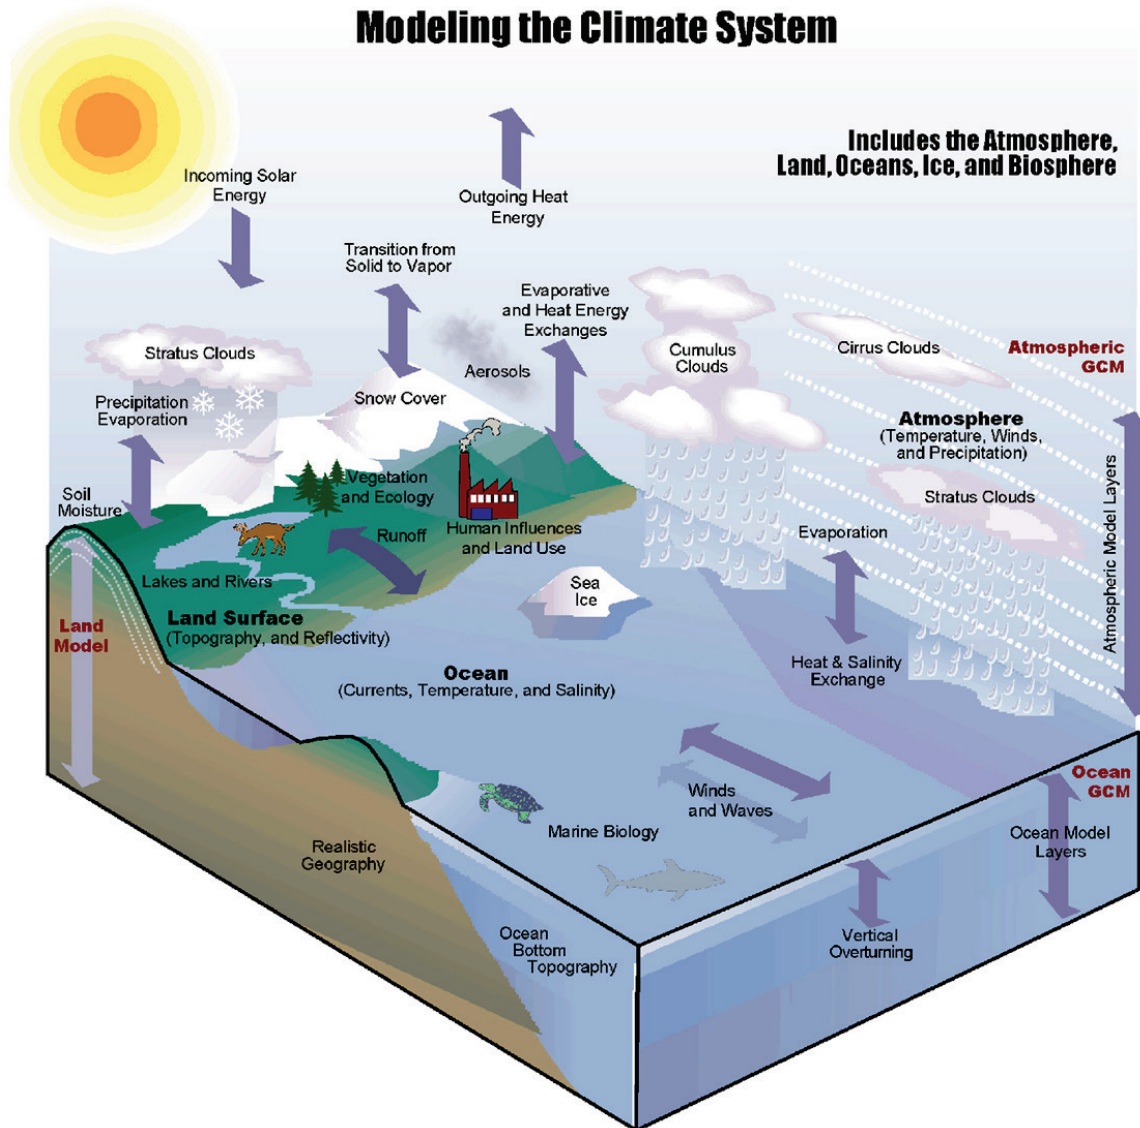 Modeling the Climate System
Includes the Atmosphere,
Land, Oceans, Ice, and Biosphere
Incoming Solar
Energy
Outgoing Heat
Energy
Transition from
Solid to Vapor
Evaporative
and Heat Energy
Exchanges
Stratus Clouds
Aerosols
Cumulus
Clouds
Cirrus Clouds
Atmospheric
GCM
Precipitation
Evaporation
Snow Cover
Atmosphere
(Temperature, Winds,
and Precipitation)
Vegetation
and Ecology
Soil
Moisture
Stratus Clouds
Human Influences
and Land Use
Runoff
Evaporation
Atmospheric Model Layers
Lakes and Rivers
Sea
Ice
Land
Model
Land Surface
(Topography, and Reflectivity)
Heat & Salinity
Exchange
Ocean
(Currents, Temperature, and Salinity)
Ocean
GCM
Winds
and Waves
Marine Biology
Ocean Model
Layers
Realistic
Geography
Ocean
Bottom
Topography
Vertical
Overturning